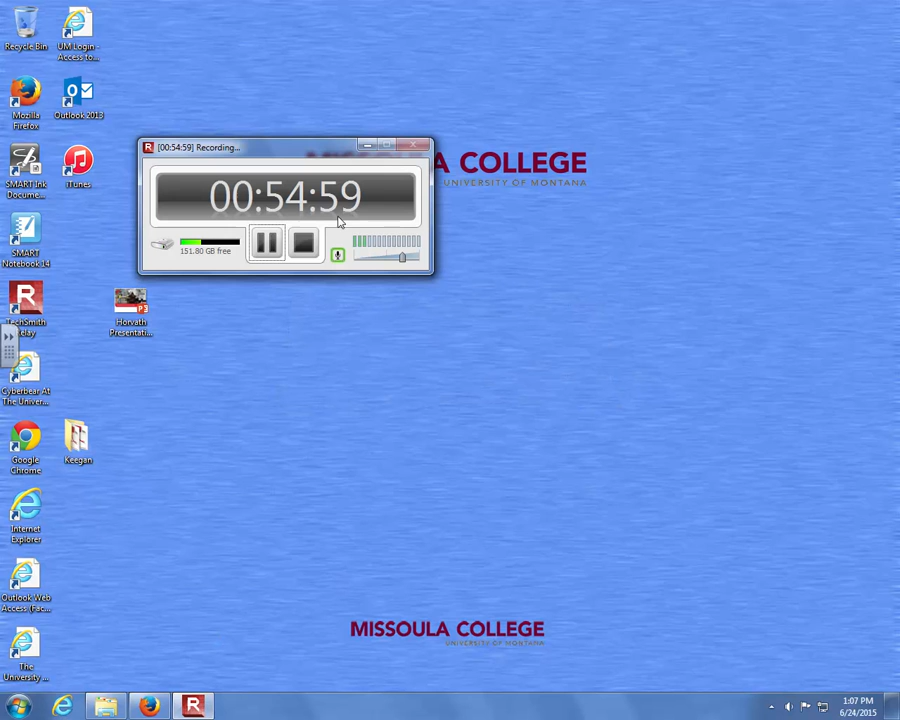 Recycle Bin
UM Login -
Access to...
Mozilla
Firefox
Outlook 2013
[00:54:59] Recording...
00:54:59
151.80 GB free
A COLLEGE
UNIVERSITY OF MONTANA
SMART Ink
Docume...
iTunes
SMART
Notebook 14
TechSmith
Relay
Horvath
Presentati...
Cyberbear At
The Univer...
Google
Chrome
Keegan
Internet
Explorer
Outlook Web
Access (Fac...
The
University ...
MISSOULA COLLEGE
UNIVERSITY OF MONTANA
1:07 PM
6/24/2015